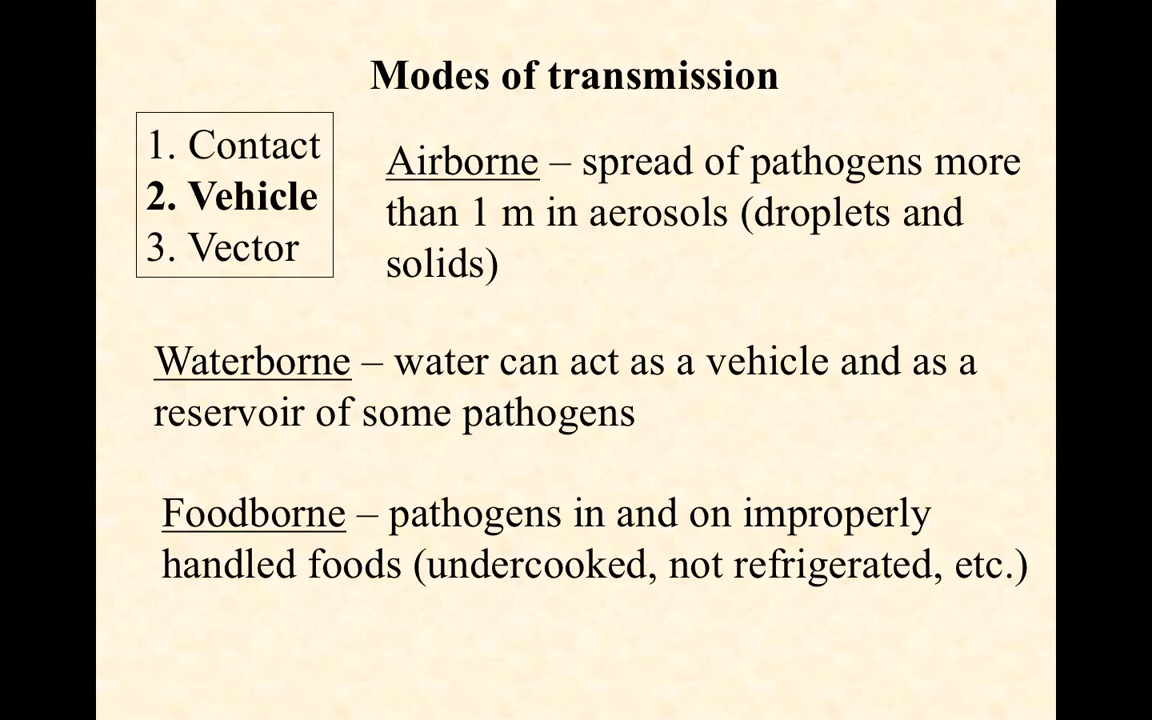 Modes of transmission
1. Contact
2. Vehicle
3. Vector
Airborne – spread of pathogens more
than 1 m in aerosols (droplets and
solids)
Waterborne – water can act as a vehicle and as a
reservoir of some pathogens
Foodborne – pathogens in and on improperly
handled foods (undercooked, not refrigerated, etc.)